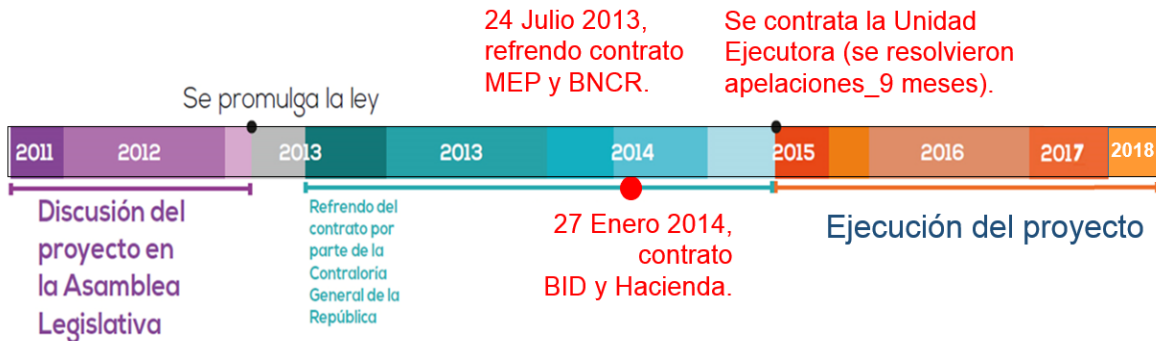 24 Julio 2013,
refrendo contrato
MEP y BNCR.
Se contrata la Unidad
Ejecutora (se resolvieron
apelaciones_9 meses).
Se promulga la ley
2011
2012
2013
2013
2014
2015
2016
2017
2018
Discusión del
proyecto en
la Asamblea
Legislativa
Refrendo del
contrato por
parte de la
Contraloría
General de la
República
27 Enero 2014,
contrato
BID y Hacienda.
Ejecución del proyecto